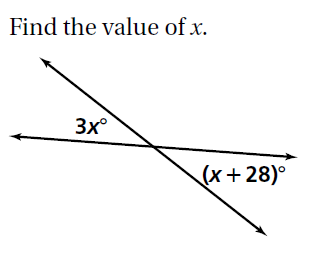 Find the value of x.
3x°
(x + 28)°